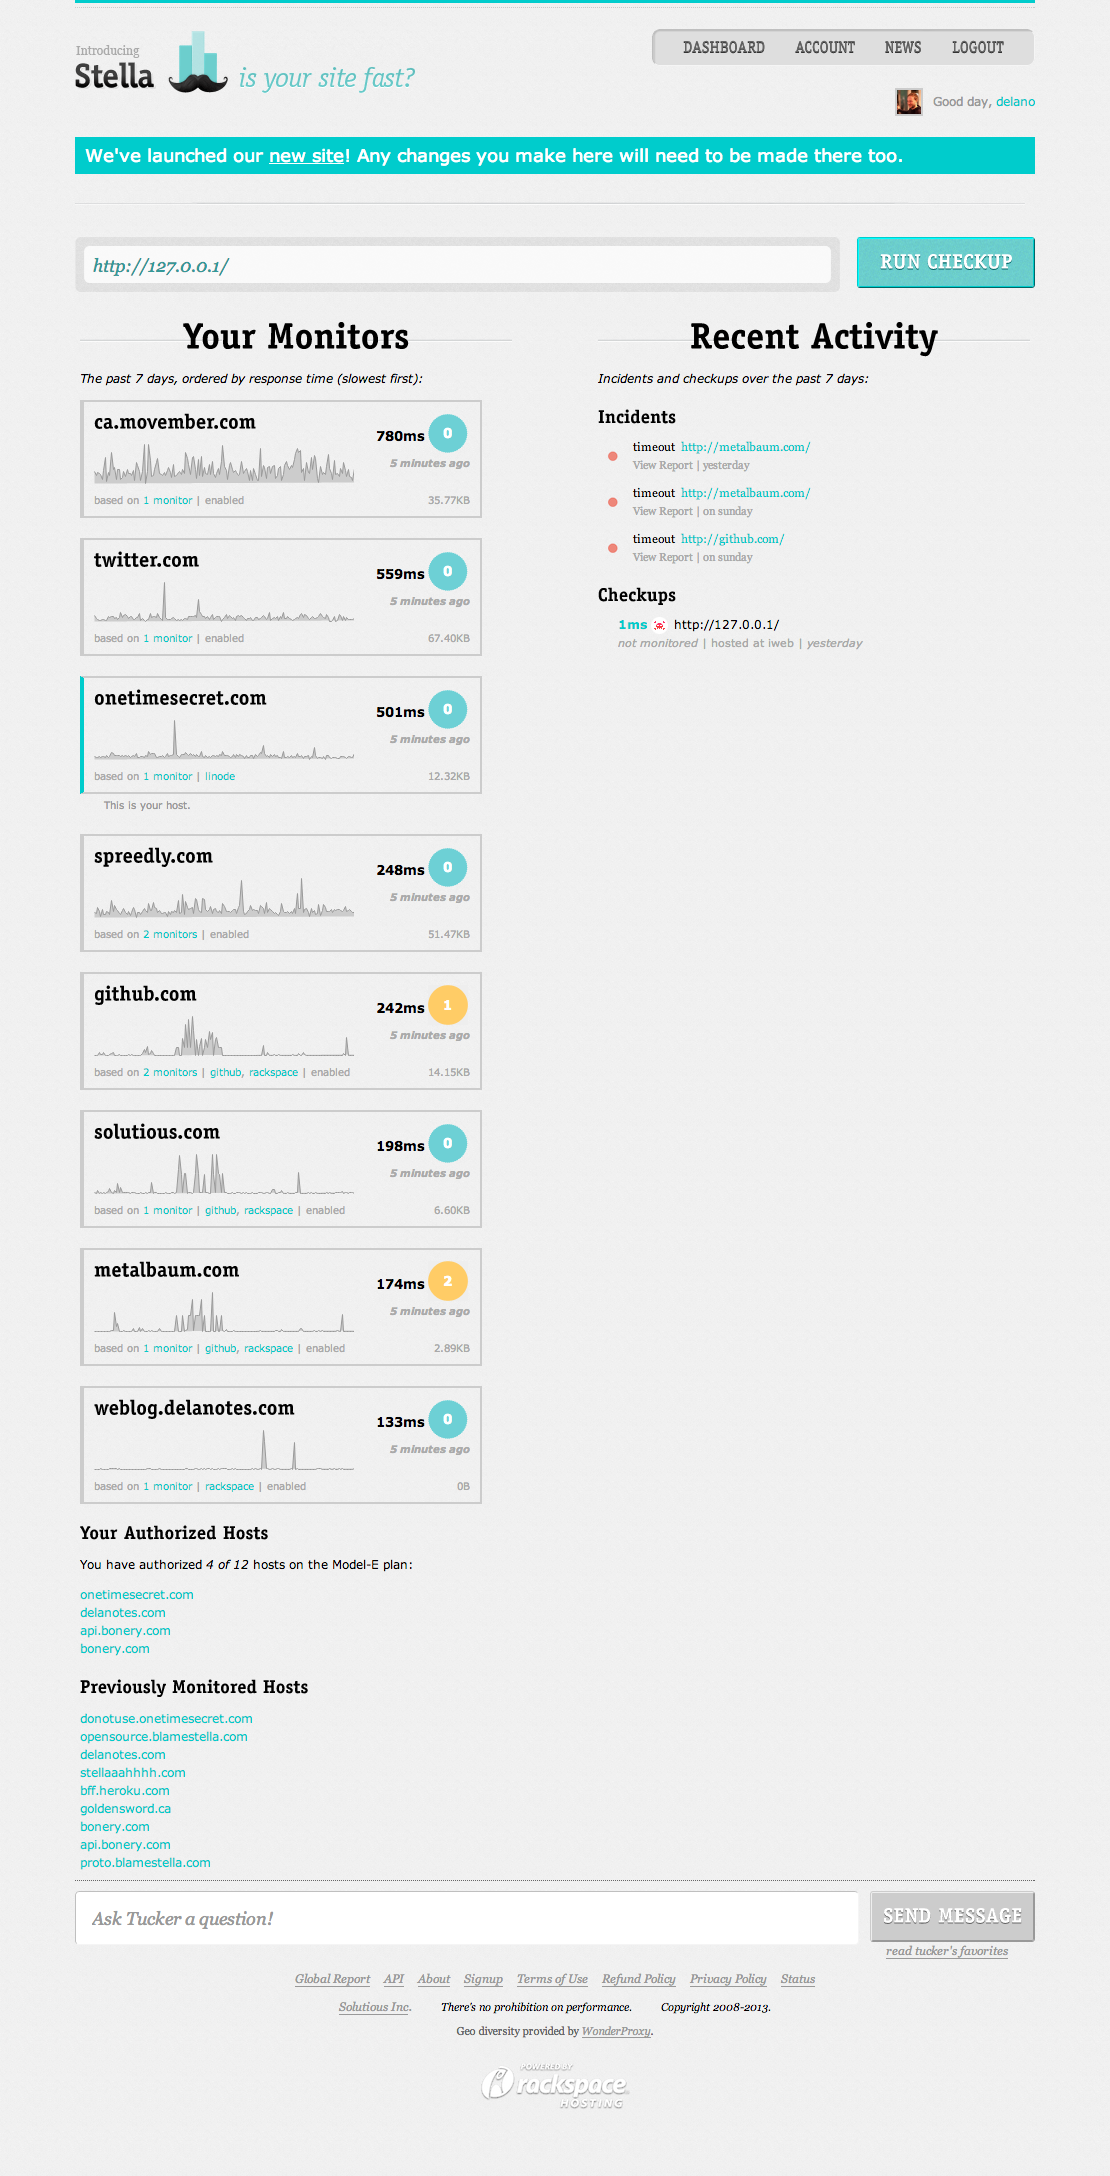 Introducing
Stella is your site fast?
DASHBOARD ACCOUNT NEWS LOGOUT
Good day, delano
We've launched our new site! Any changes you make here will need to be made there too.
http://127.0.0.1/
RUN CHECKUP
Your Monitors
The past 7 days, ordered by response time (slowest first):
ca.movember.com
780ms 0
5 minutes ago
based on 1 monitor | enabled
35.77KB
twitter.com
559ms 0
5 minutes ago
based on 1 monitor | enabled
67.40KB
onetimesecret.com
501ms 0
5 minutes ago
based on 1 monitor | linode
12.32KB
This is your host.
spreedly.com
248ms 0
5 minutes ago
based on 2 monitors | enabled
51.47KB
github.com
242ms 1
5 minutes ago
based on 2 monitors | github, rackspace | enabled
14.15KB
solutious.com
198ms 0
5 minutes ago
based on 1 monitor | github, rackspace | enabled
6.60KB
metalbaum.com
174ms 2
5 minutes ago
based on 1 monitor | github, rackspace | enabled
2.89KB
weblog.delanotes.com
133ms 0
5 minutes ago
based on 1 monitor | rackspace | enabled
0B
Your Authorized Hosts
You have authorized 4 of 12 hosts on the Model-E plan:
onetimesecret.com
delanotes.com
api.bonery.com
bonery.com
Previously Monitored Hosts
donotuse.onetimesecret.com
opensource.blamestella.com
delanotes.com
stellaaahhhh.com
bff.heroku.com
goldensword.ca
bonery.com
api.bonery.com
proto.blamestella.com
Recent Activity
Incidents and checkups over the past 7 days:
Incidents
timeout http://metalbaum.com/
View Report | yesterday
timeout http://metalbaum.com/
View Report | on sunday
timeout http://github.com/
View Report | on sunday
Checkups
1ms http://127.0.0.1/
not monitored | hosted at iweb | yesterday
Ask Tucker a question!
SEND MESSAGE
read tucker's favorites
Global Report API About Signup Terms of Use Refund Policy Privacy Policy Status
Solutious Inc. There's no prohibition on performance. Copyright 2008-2013.
Geo diversity provided by WonderProxy.
POWERED BY
rackspace
HOSTING